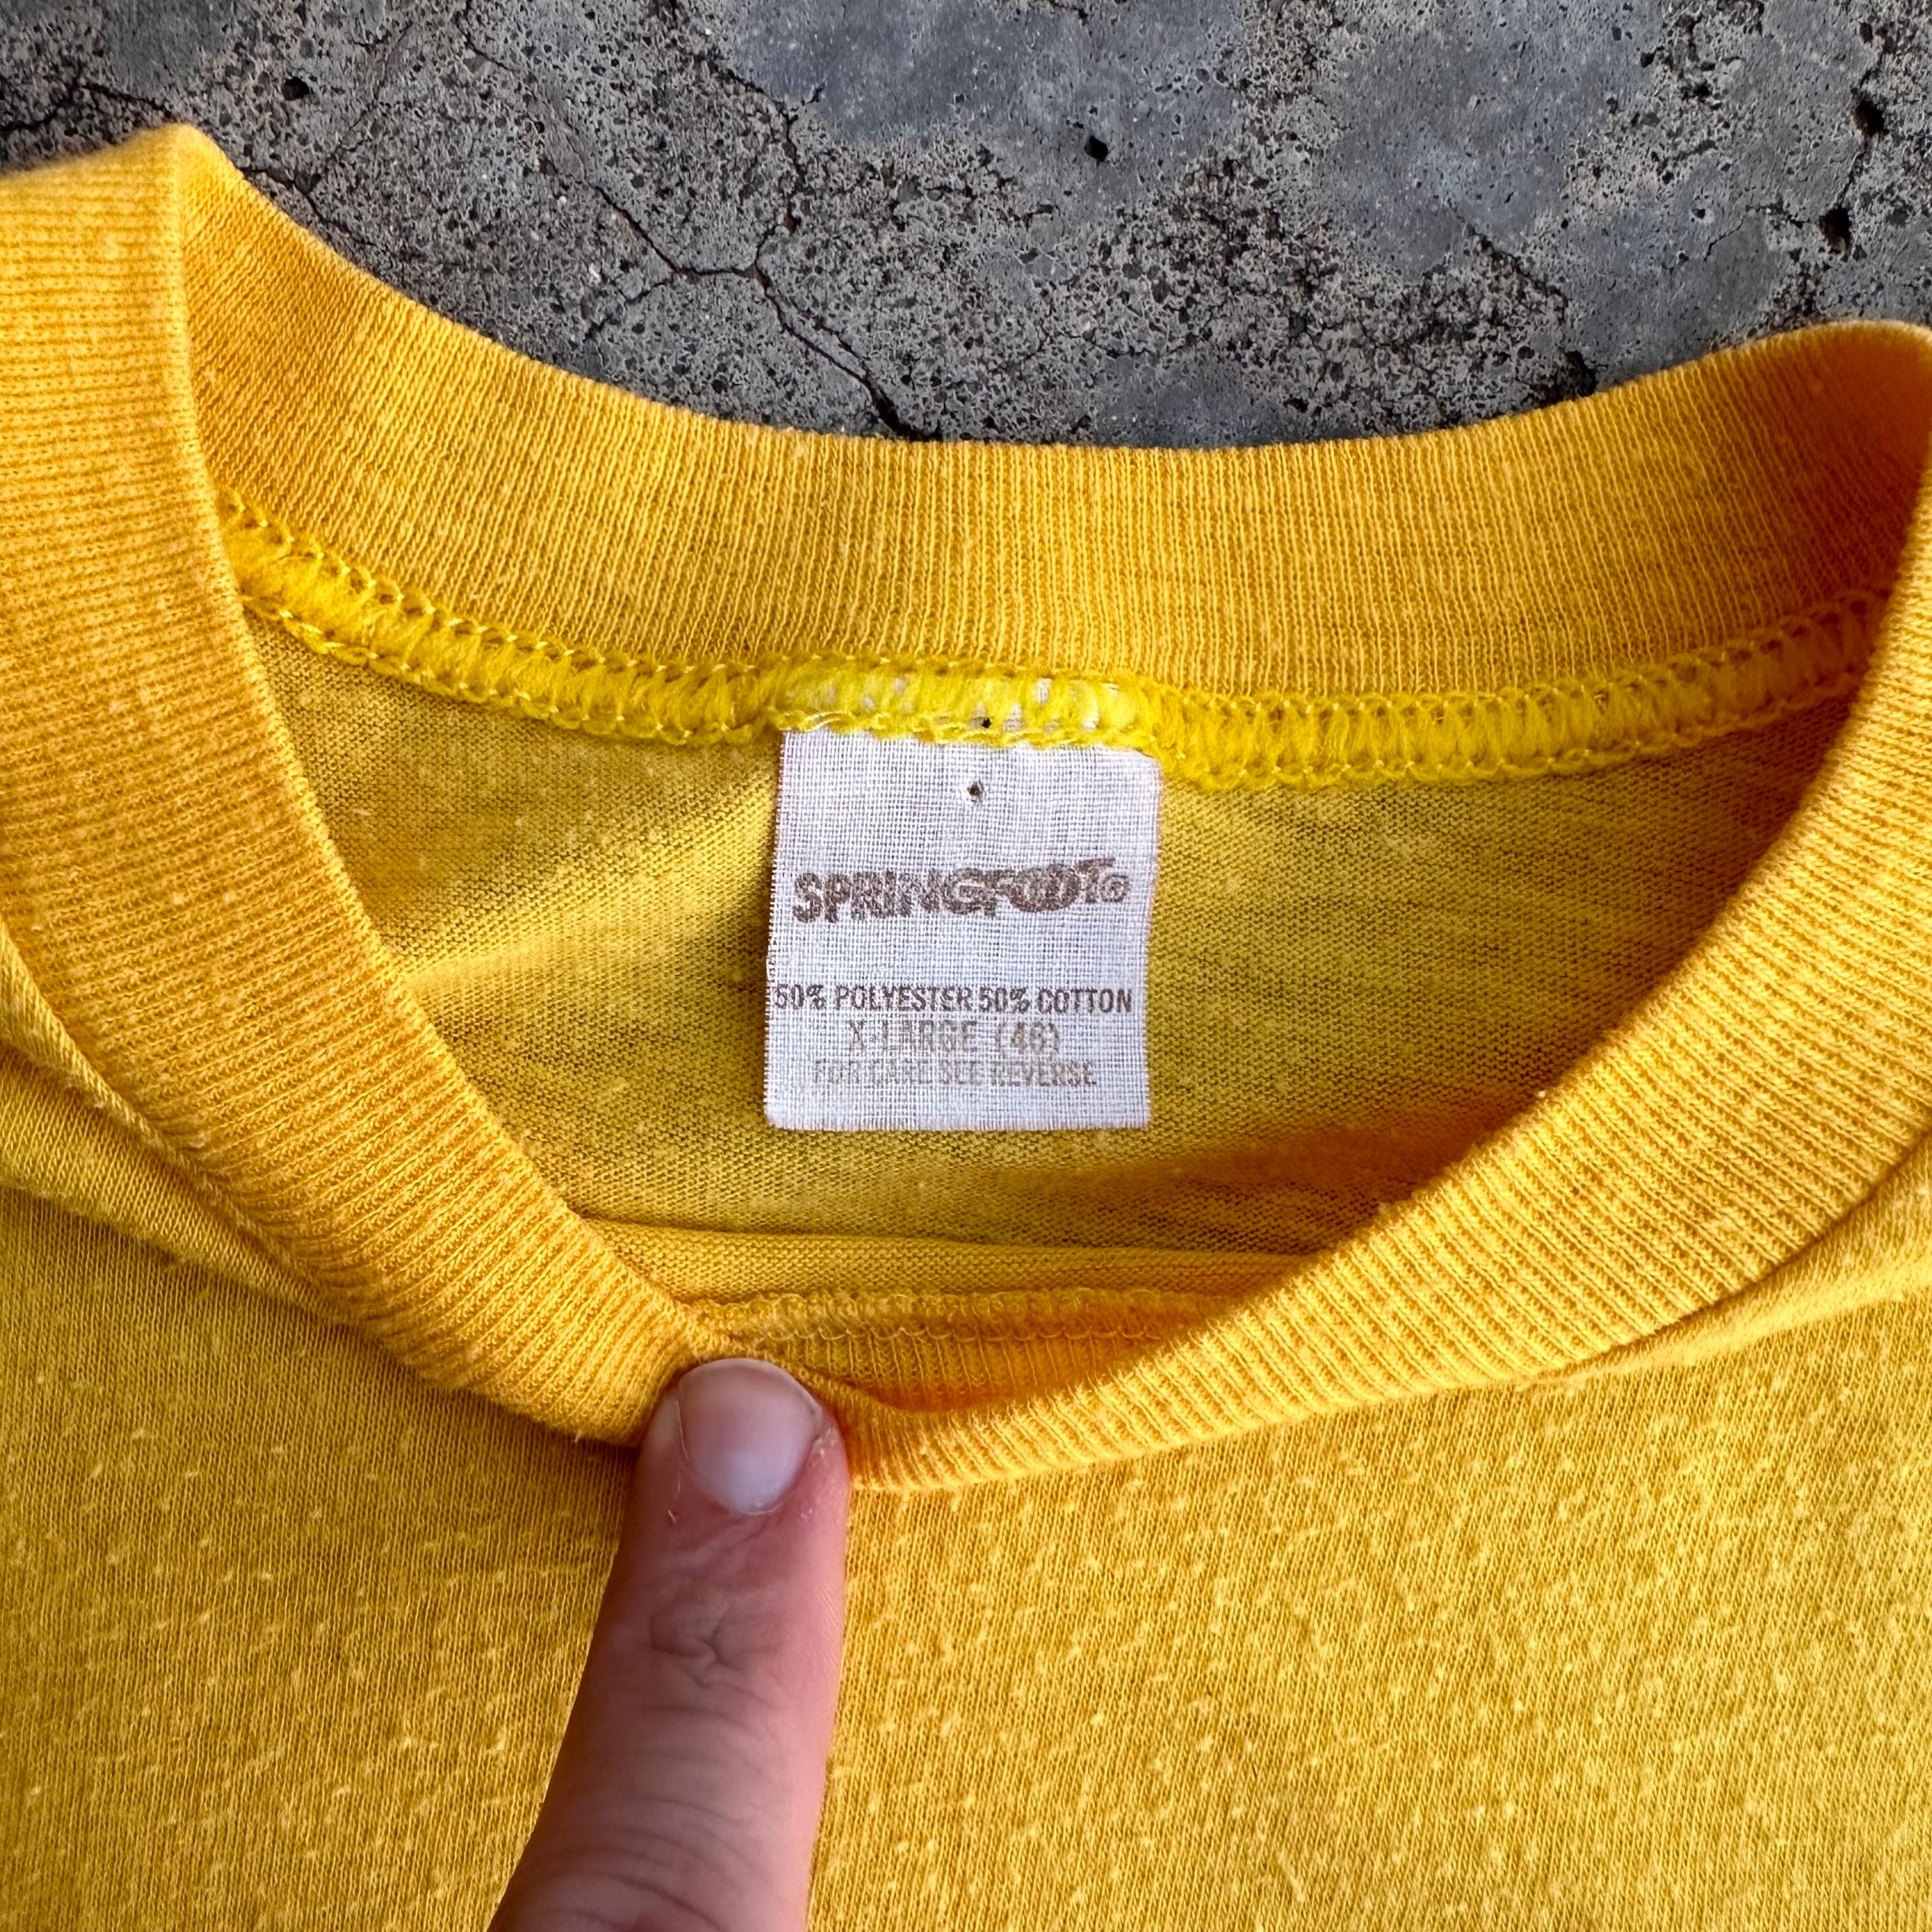 SPRINGFOOT
50% POLYESTER 50% COTTON
X-LARGE (46)
FOR CARE SEE REVERSE